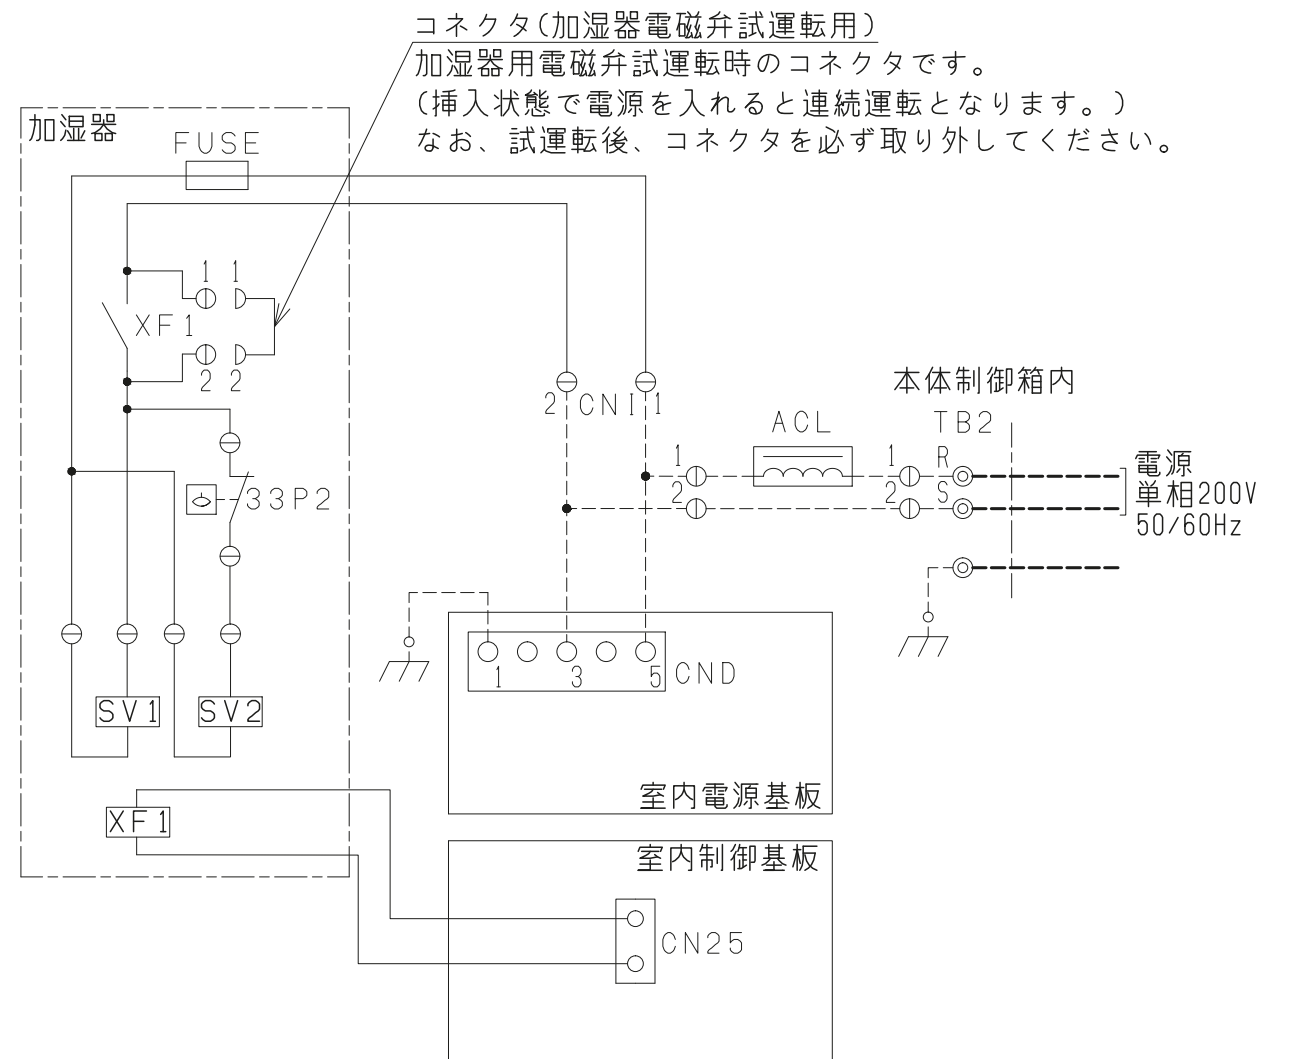 コネクタ(加湿器電磁弁試運転用)
加湿器用電磁弁試運転時のコネクタです。
(挿入状態で電源を入れると連続運転となります。)
なお、試運転後、コネクタを必ず取り外してください。
加湿器
FUSE
1 1
XF1
2 2
2 CNI 1
本体制御箱内
ACL
TB2
1 1 R
2 2 S
電源
単相200V
50/60Hz
33P2
1 3 5 CND
SV1 SV2
室内電源基板
XF1
室内制御基板
CN25